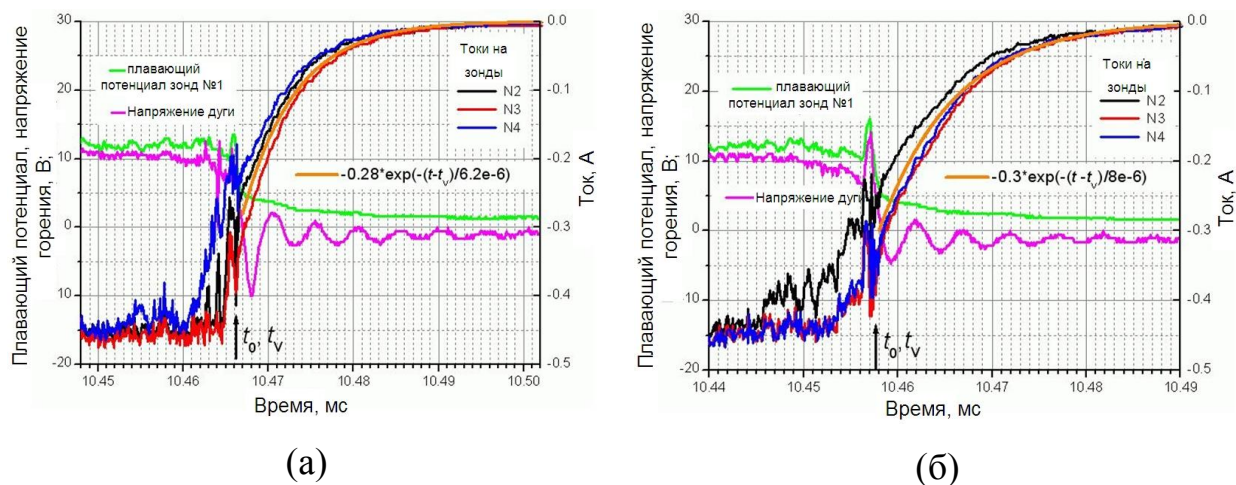 Плавающий потенциал, напряжение
горения, В;
30
20
10
0
10
-20
плавающий
потенциал зонд №1
Напряжение дуги
Токи на
зонды
N2
N3
N4
-0.28*exp(-(t-tv)/6.2e-6)
t0, tv
0.0
-0.1
-0.2
-0.3
-0.4
-0.5
Ток, А
10.45 10.46 10.47 10.48 10.49 10.50
Время, мс
(а)
Плавающий потенциал, напряжение
горения, В;
30
20
10
0
10
-20
плавающий
потенциал зонд №1
Напряжение дуги
Токи на
зонды
N2
N3
N4
-0.3*exp(-(t-tv)/8e-6)
t0, tv
0.0
-0.1
-0.2
-0.3
-0.4
-0.5
Ток, А
10.44 10.45 10.46 10.47 10.48 10.49
Время, мс
(б)